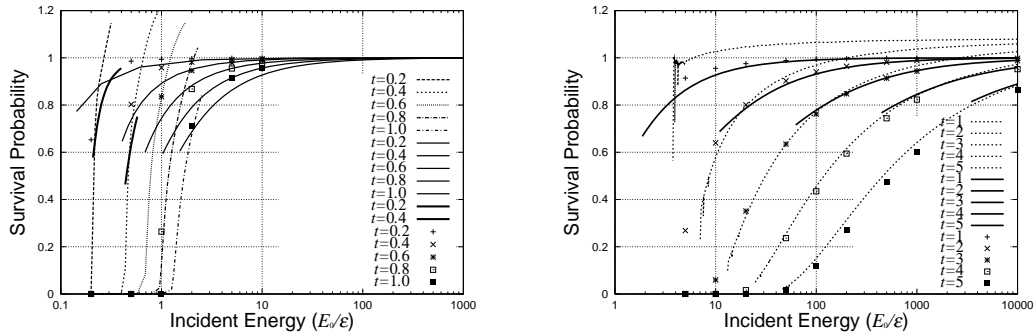 1.2
1
0.8
0.6
0.4
0.2
0
Survival Probability
0.1 1 10 100 1000
Incident Energy (E₀/ε)
t=0.2
t=0.4
t=0.6
t=0.8
t=1.0
t=0.2
t=0.4
t=0.6
t=0.8
t=1.0
t=0.2
t=0.4
t=0.2
t=0.4
t=0.6
t=0.8
t=1.0
1.2
1
0.8
0.6
0.4
0.2
0
Survival Probability
1 10 100 1000 10000
Incident Energy (E₀/ε)
t=1
t=2
t=3
t=4
t=5
t=1
t=2
t=3
t=4
t=5
t=1
t=2
t=3
t=4
t=5